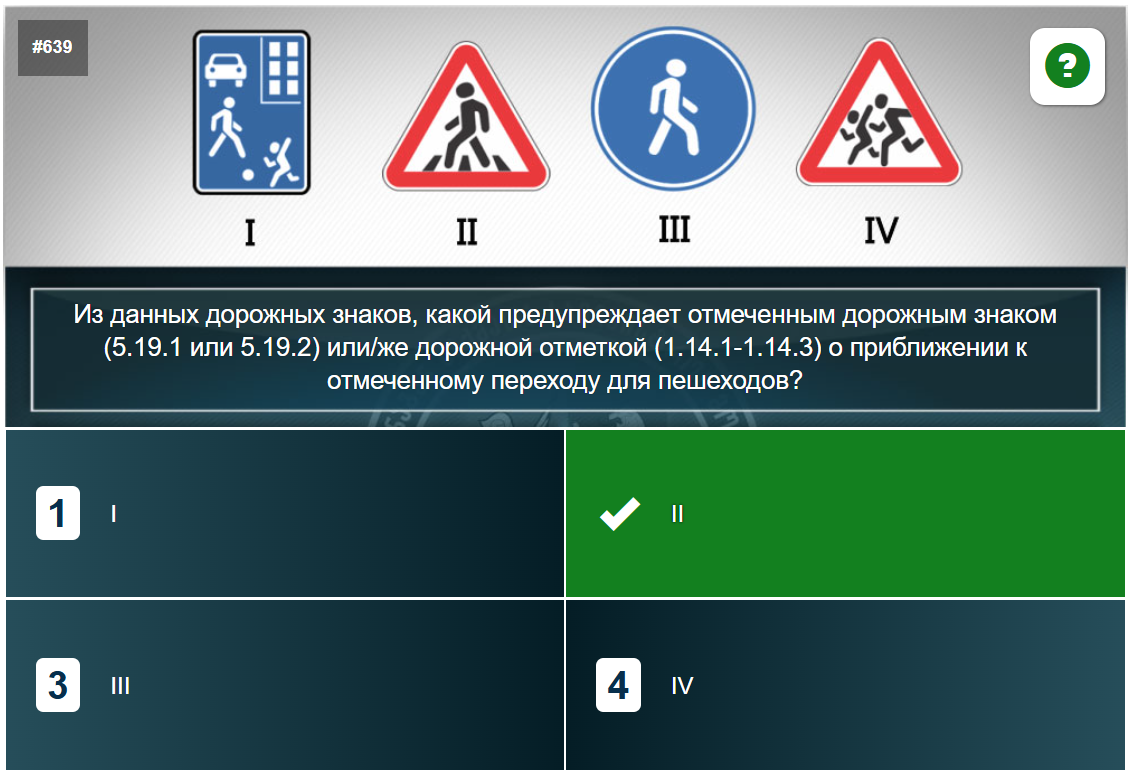 #639
?
I
II
III
IV
Из данных дорожных знаков, какой предупреждает отмеченным дорожным знаком
(5.19.1 или 5.19.2) или/же дорожной отметкой (1.14.1-1.14.3) о приближении к
отмеченному переходу для пешеходов?
1 I
II
3 III
4 IV